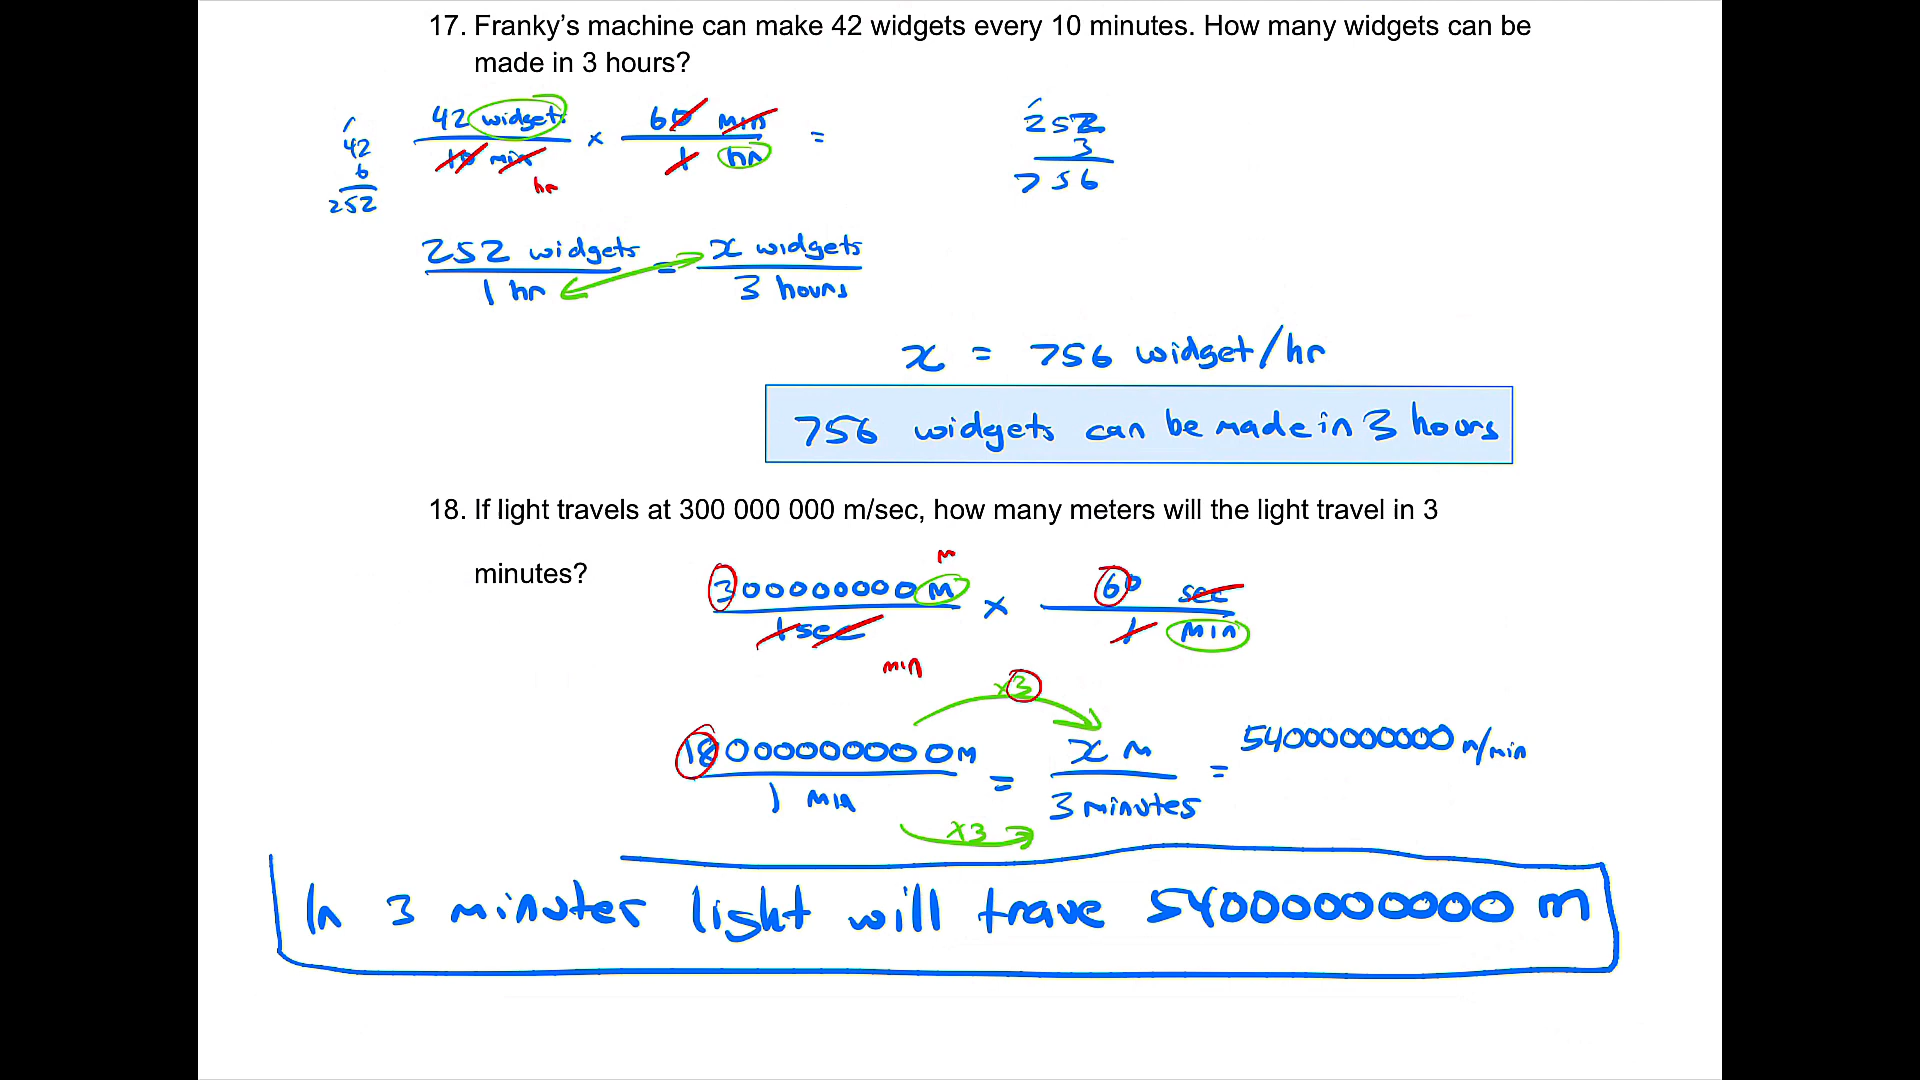 17. Franky's machine can make 42 widgets every 10 minutes. How many widgets can be
made in 3 hours?
42 widgets / 10 min × 60 min / 1 hr =
hr
42
6
252
252
3
756
252 widgets / 1 hr = x widgets / 3 hours
x = 756 widget/hr
756 widgets can be made in 3 hours
18. If light travels at 300 000 000 m/sec, how many meters will the light travel in 3
minutes?
m
300000000 m / 1 sec × 60 sec / 1 min
min
×3
18000000000 m / 1 min = x m / 3 minutes = 54000000000 m/min
×3
In 3 minutes light will trave 54000000000 m